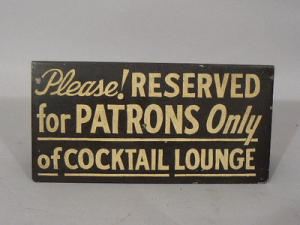 Please! RESERVED
for PATRONS Only
of COCKTAIL LOUNGE